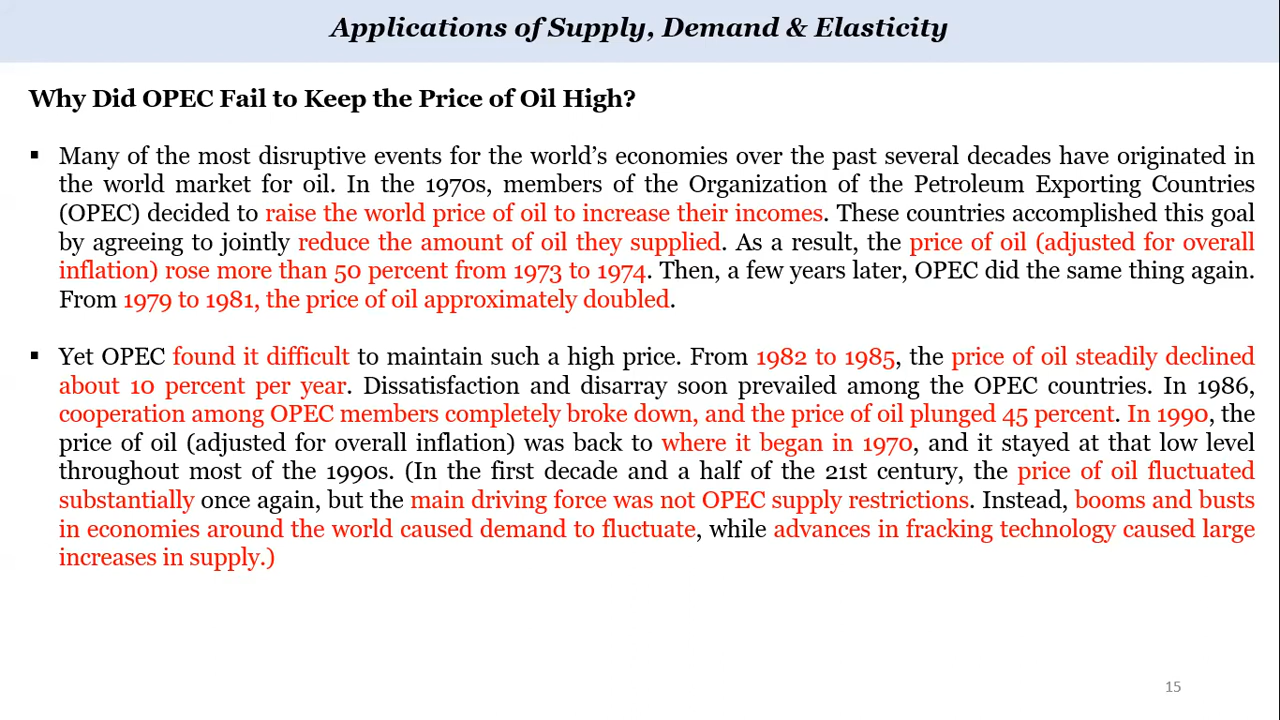 Applications of Supply, Demand & Elasticity
Why Did OPEC Fail to Keep the Price of Oil High?
▪ Many of the most disruptive events for the world's economies over the past several decades have originated in
the world market for oil. In the 1970s, members of the Organization of the Petroleum Exporting Countries
(OPEC) decided to raise the world price of oil to increase their incomes. These countries accomplished this goal
by agreeing to jointly reduce the amount of oil they supplied. As a result, the price of oil (adjusted for overall
inflation) rose more than 50 percent from 1973 to 1974. Then, a few years later, OPEC did the same thing again.
From 1979 to 1981, the price of oil approximately doubled.
▪ Yet OPEC found it difficult to maintain such a high price. From 1982 to 1985, the price of oil steadily declined
about 10 percent per year. Dissatisfaction and disarray soon prevailed among the OPEC countries. In 1986,
cooperation among OPEC members completely broke down, and the price of oil plunged 45 percent. In 1990, the
price of oil (adjusted for overall inflation) was back to where it began in 1970, and it stayed at that low level
throughout most of the 1990s. (In the first decade and a half of the 21st century, the price of oil fluctuated
substantially once again, but the main driving force was not OPEC supply restrictions. Instead, booms and busts
in economies around the world caused demand to fluctuate, while advances in fracking technology caused large
increases in supply.)
15